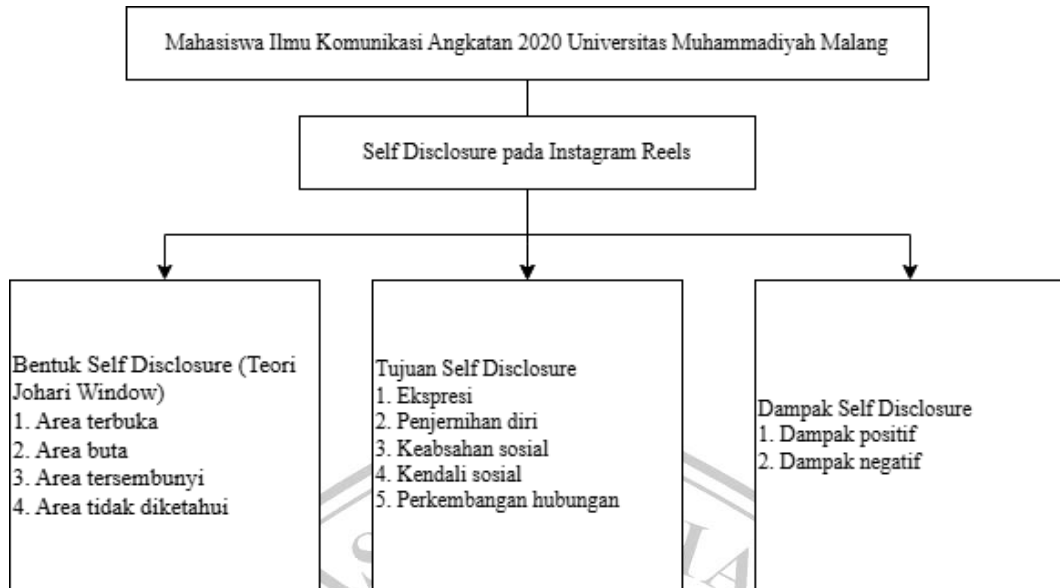 Mahasiswa Ilmu Komunikasi Angkatan 2020 Universitas Muhammadiyah Malang
Self Disclosure pada Instagram Reels
Bentuk Self Disclosure (Teori
Johari Window)
1. Area terbuka
2. Area buta
3. Area tersembunyi
4. Area tidak diketahui
Tujuan Self Disclosure
1. Ekspresi
2. Penjernihan diri
3. Keabsahan sosial
4. Kendali sosial
5. Perkembangan hubungan
Dampak Self Disclosure
1. Dampak positif
2. Dampak negatif